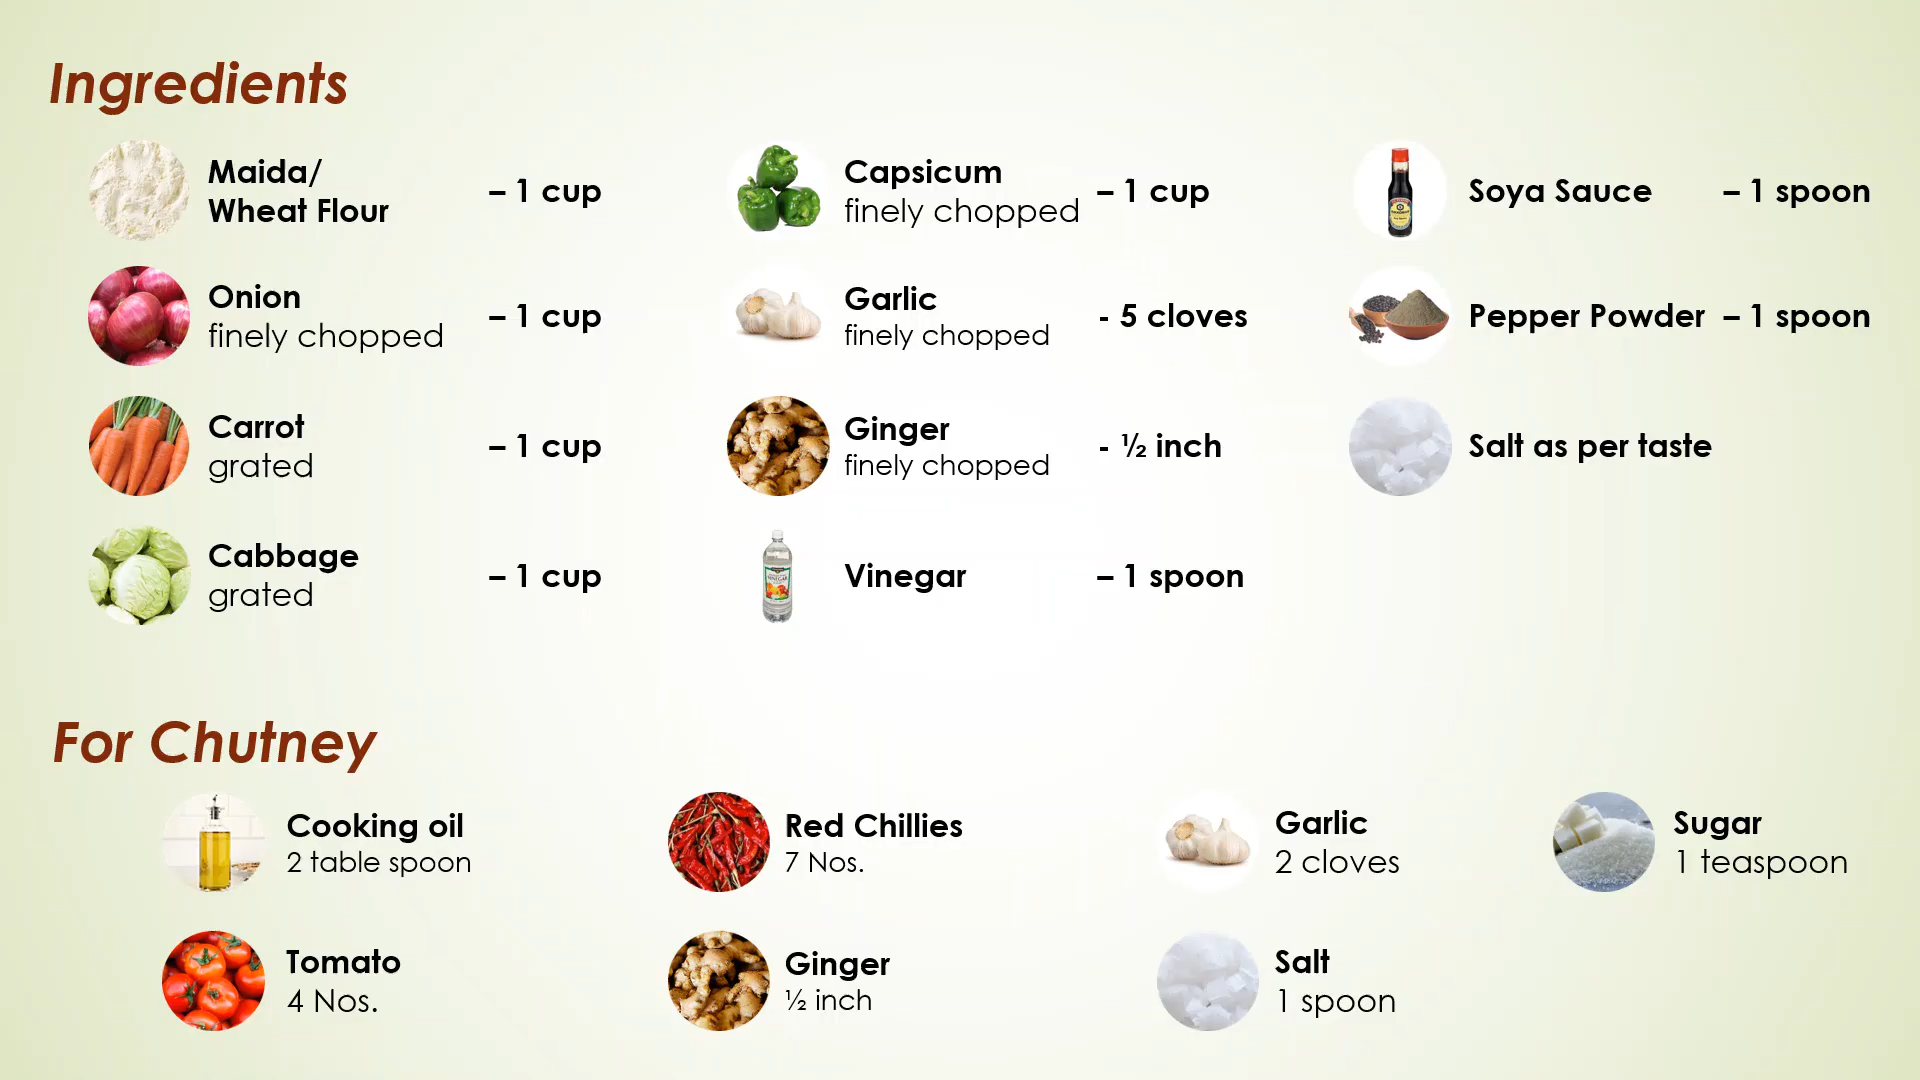 Ingredients
Maida/
Wheat Flour – 1 cup
Onion
finely chopped – 1 cup
Carrot
grated – 1 cup
Cabbage
grated – 1 cup
Capsicum
finely chopped – 1 cup
Garlic
finely chopped - 5 cloves
Ginger
finely chopped - ½ inch
Vinegar – 1 spoon
Soya Sauce – 1 spoon
Pepper Powder – 1 spoon
Salt as per taste
For Chutney
Cooking oil
2 table spoon
Red Chillies
7 Nos.
Garlic
2 cloves
Sugar
1 teaspoon
Tomato
4 Nos.
Ginger
½ inch
Salt
1 spoon